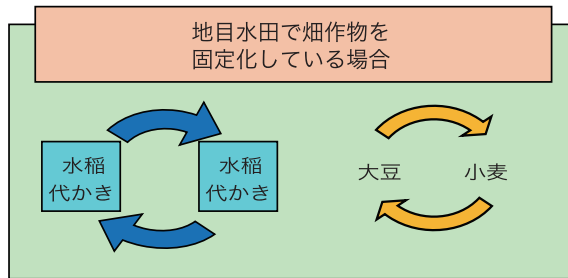 地目水田で畑作物を
固定化している場合
水稲
代かき
水稲
代かき
大豆
小麦